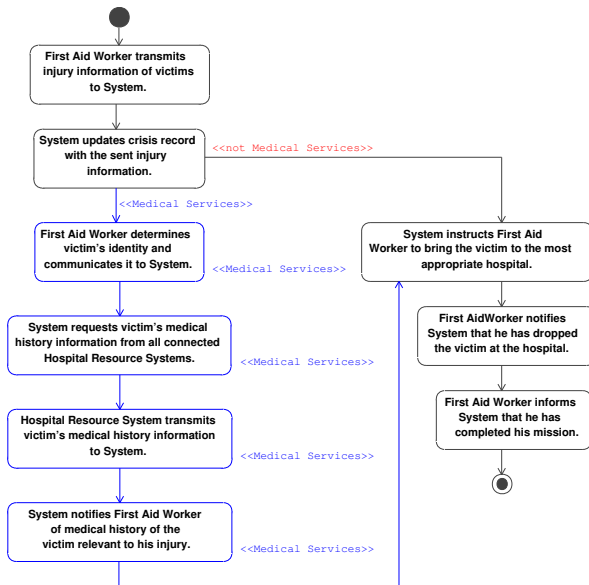 First Aid Worker transmits
injury information of victims
to System.
System updates crisis record
with the sent injury
information.
<<not Medical Services>>
<<Medical Services>>
First Aid Worker determines
victim's identity and
communicates it to System.
<<Medical Services>>
System requests victim's medical
history information from all connected
Hospital Resource Systems.
<<Medical Services>>
Hospital Resource System transmits
victim's medical history information
to System.
<<Medical Services>>
System notifies First Aid Worker
of medical history of the
victim relevant to his injury.
<<Medical Services>>
System instructs First Aid
Worker to bring the victim to the most
appropriate hospital.
First AidWorker notifies
System that he has dropped
the victim at the hospital.
First Aid Worker informs
System that he has
completed his mission.